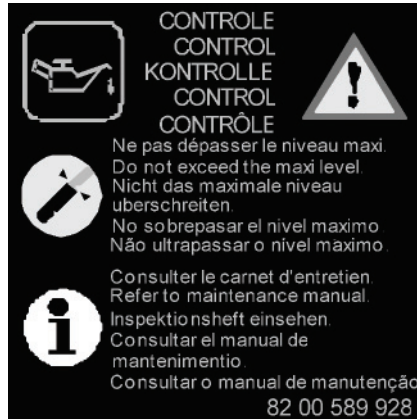 CONTROLE
CONTROL
KONTROLLE
CONTROL
CONTRÔLE
Ne pas dépasser le niveau maxi.
Do not exceed the maxi level.
Nicht das maximale niveau
uberschreiten.
No sobrepasar el nivel maximo
Não ultrapassar o nível maximo.
Consulter le carnet d'entretien.
Refer to maintenance manual.
Inspektionsheft einsehen.
Consultar el manual de
mantenimentio.
Consultar o manual de manutenção
82 00 589 928